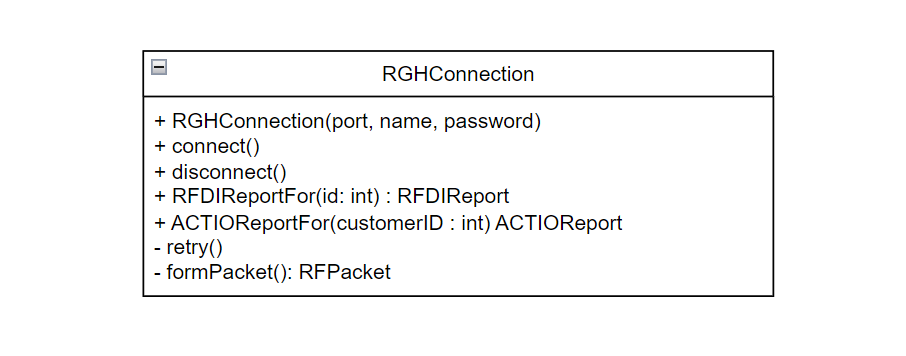 RGHConnection
+ RGHConnection(port, name, password)
+ connect()
+ disconnect()
+ RFDIReportFor(id: int) : RFDIReport
+ ACTIOReportFor(customerID : int) ACTIOReport
- retry()
- formPacket(): RFPacket